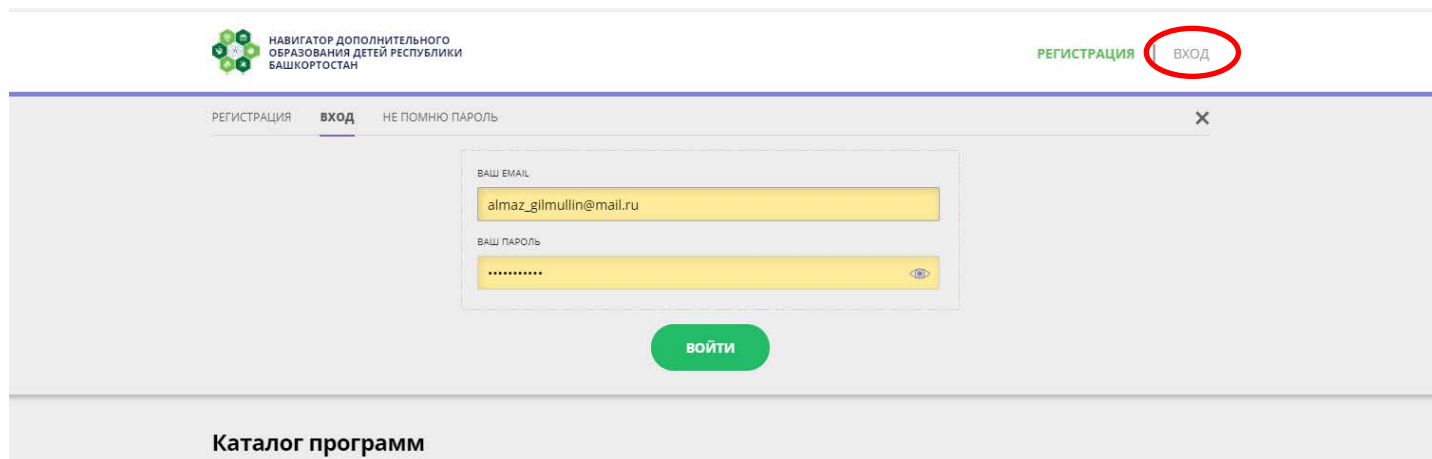 НАВИГАТОР ДОПОЛНИТЕЛЬНОГО
ОБРАЗОВАНИЯ ДЕТЕЙ РЕСПУБЛИКИ
БАШКОРТОСТАН
РЕГИСТРАЦИЯ | ВХОД
РЕГИСТРАЦИЯ ВХОД НЕ ПОМНЮ ПАРОЛЬ
ВАШ EMAIL
almaz_gilmullin@mail.ru
ВАШ ПАРОЛЬ
•••••••••••
ВОЙТИ
Каталог программ